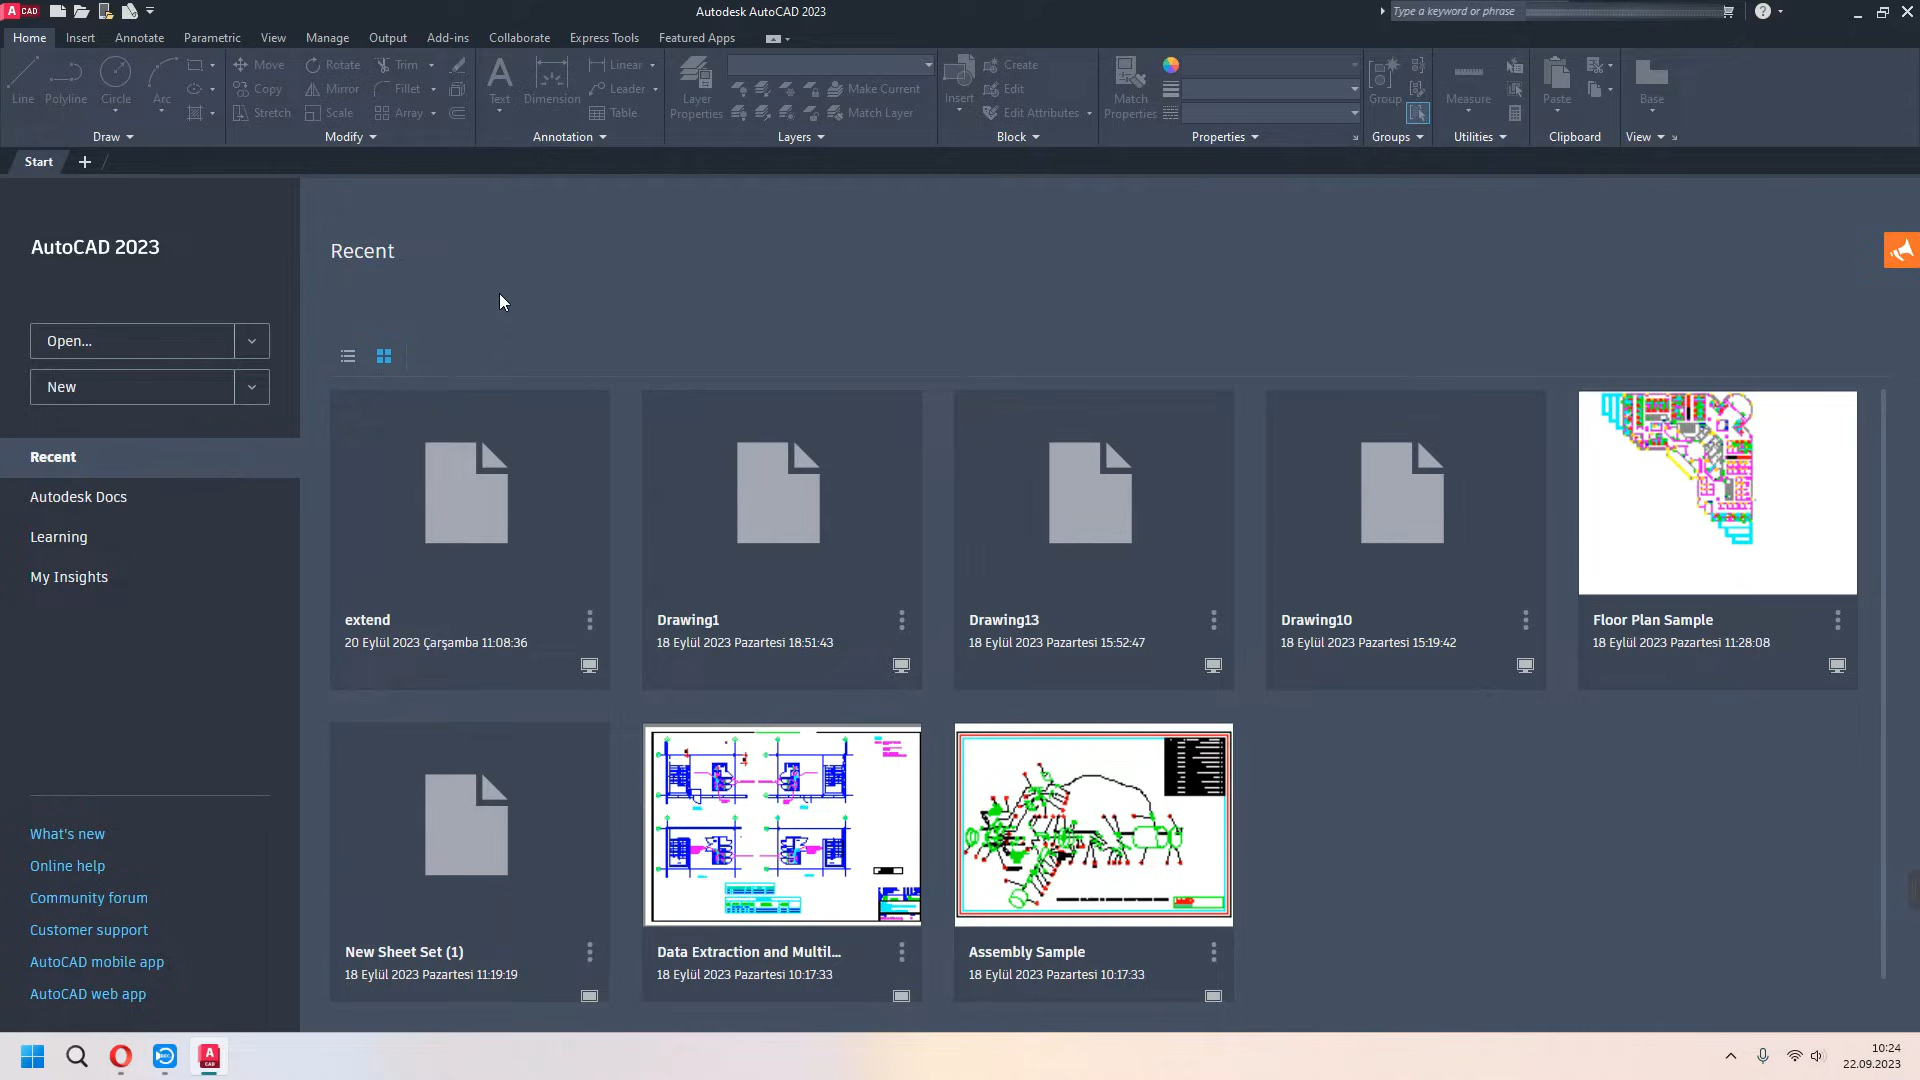 A CAD
Autodesk AutoCAD 2023
Type a keyword or phrase
Home Insert Annotate Parametric View Manage Output Add-ins Collaborate Express Tools Featured Apps
Line Polyline Circle Arc
Draw
Move Rotate Trim
Copy Mirror Fillet
Stretch Scale Array
Modify
Text Dimension
Linear
Leader
Table
Annotation
Layer Properties
Make Current
Match Layer
Layers
Insert
Create
Edit
Edit Attributes
Block
Match Properties
Properties
Group
Groups
Measure
Utilities
Paste
Clipboard
Base
View
Start
AutoCAD 2023
Open...
New
Recent
Autodesk Docs
Learning
My Insights
What's new
Online help
Community forum
Customer support
AutoCAD mobile app
AutoCAD web app
Recent
extend
20 Eylül 2023 Çarşamba 11:08:36
Drawing1
18 Eylül 2023 Pazartesi 18:51:43
Drawing13
18 Eylül 2023 Pazartesi 15:52:47
Drawing10
18 Eylül 2023 Pazartesi 15:19:42
Floor Plan Sample
18 Eylül 2023 Pazartesi 11:28:08
New Sheet Set (1)
18 Eylül 2023 Pazartesi 11:19:19
Data Extraction and Multil...
18 Eylül 2023 Pazartesi 10:17:33
Assembly Sample
18 Eylül 2023 Pazartesi 10:17:33
REC
A CAD
10:24
22.09.2023